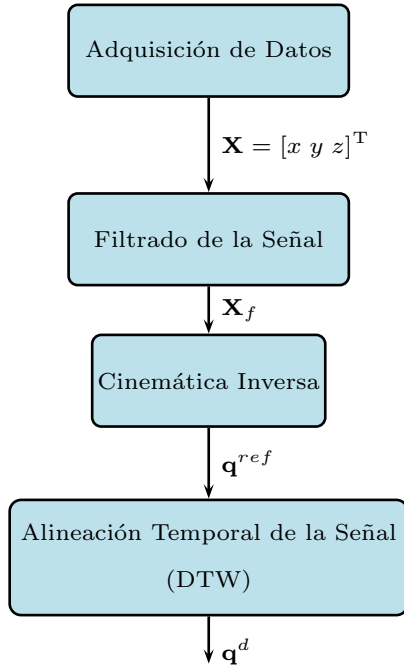 Adquisición de Datos
X = [x y z]^T
Filtrado de la Señal
X_f
Cinemática Inversa
q^{ref}
Alineación Temporal de la Señal
(DTW)
q^d